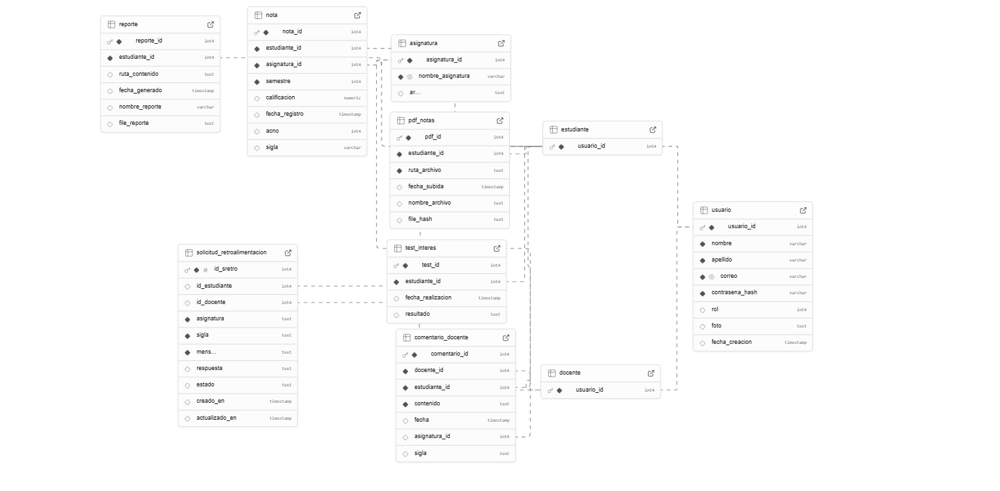 reporte
reporte_id int4
estudiante_id int4
ruta_contenido text
fecha_generado timestamp
nombre_reporte varchar
file_reporte text
nota
nota_id int4
estudiante_id int4
asignatura_id int4
semestre int4
calificacion numeric
fecha_registro timestamp
acno int4
sigla varchar
asignatura
asignatura_id int4
nombre_asignatura varchar
ar... text
pdf_notas
pdf_id int4
estudiante_id int4
ruta_archivo text
fecha_subida timestamp
nombre_archivo text
file_hash text
estudiante
usuario_id int4
usuario
usuario_id int4
nombre varchar
apellido varchar
correo varchar
contrasena_hash varchar
rol int4
foto text
fecha_creacion timestamp
solicitud_retroalimentacion
# id_sretro int4
id_estudiante int4
id_docente int4
asignatura text
sigla text
mens... text
respuesta text
estado text
creado_en timestamp
actualizado_en timestamp
test_interes
test_id int4
estudiante_id int4
fecha_realizacion timestamp
resultado text
comentario_docente
comentario_id int4
docente_id int4
estudiante_id int4
contenido text
fecha timestamp
asignatura_id int4
sigla text
docente
usuario_id int4